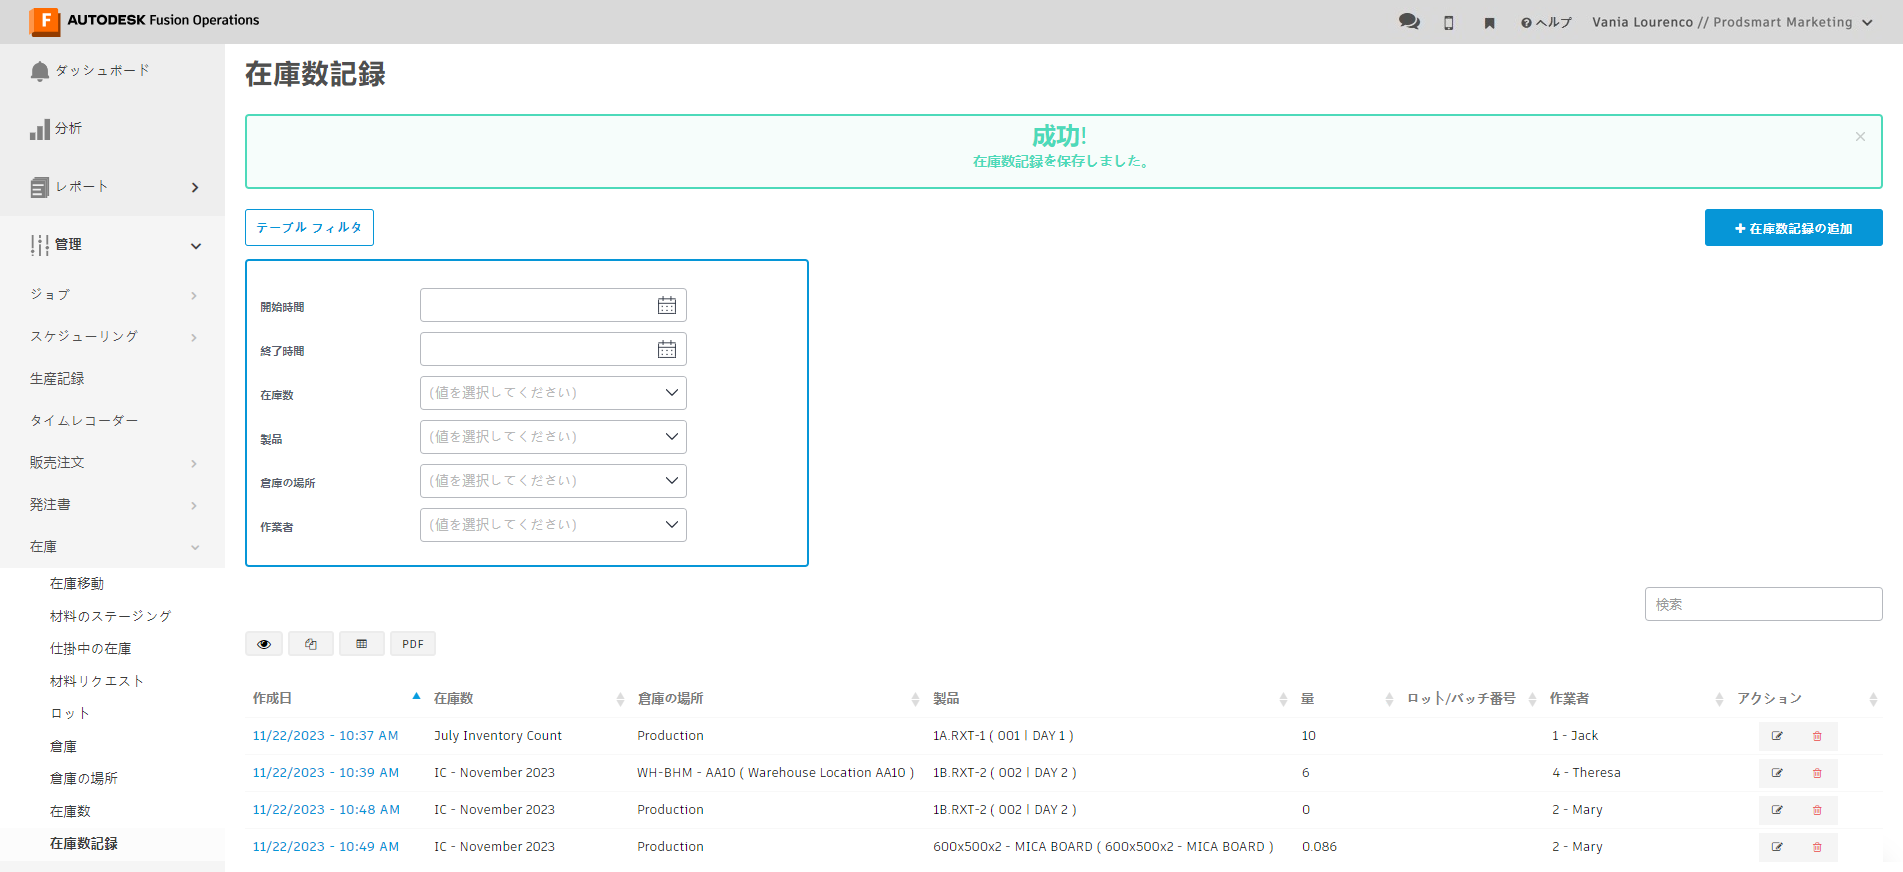 F AUTODESK Fusion Operations
ヘルプ
Vania Lourenco // Prodsmart Marketing
ダッシュボード
分析
レポート
管理
ジョブ
スケジューリング
生産記録
タイムレコーダー
販売注文
発注書
在庫
在庫移動
材料のステージング
仕掛中の在庫
材料リクエスト
ロット
倉庫
倉庫の場所
在庫数
在庫数記録
在庫数記録
成功!
在庫数記録を保存しました。
×
テーブル フィルタ
+ 在庫数記録の追加
開始時間
終了時間
在庫数 (値を選択してください)
製品 (値を選択してください)
倉庫の場所 (値を選択してください)
作業者 (値を選択してください)
検索
PDF
作成日 在庫数 倉庫の場所 製品 量 ロット/バッチ番号 作業者 アクション
11/22/2023 - 10:37 AM July Inventory Count Production 1A.RXT-1 ( 001 | DAY 1 ) 10 1 - Jack
11/22/2023 - 10:39 AM IC - November 2023 WH-BHM - AA10 ( Warehouse Location AA10 ) 1B.RXT-2 ( 002 | DAY 2 ) 6 4 - Theresa
11/22/2023 - 10:48 AM IC - November 2023 Production 1B.RXT-2 ( 002 | DAY 2 ) 0 2 - Mary
11/22/2023 - 10:49 AM IC - November 2023 Production 600x500x2 - MICA BOARD ( 600x500x2 - MICA BOARD ) 0.086 2 - Mary